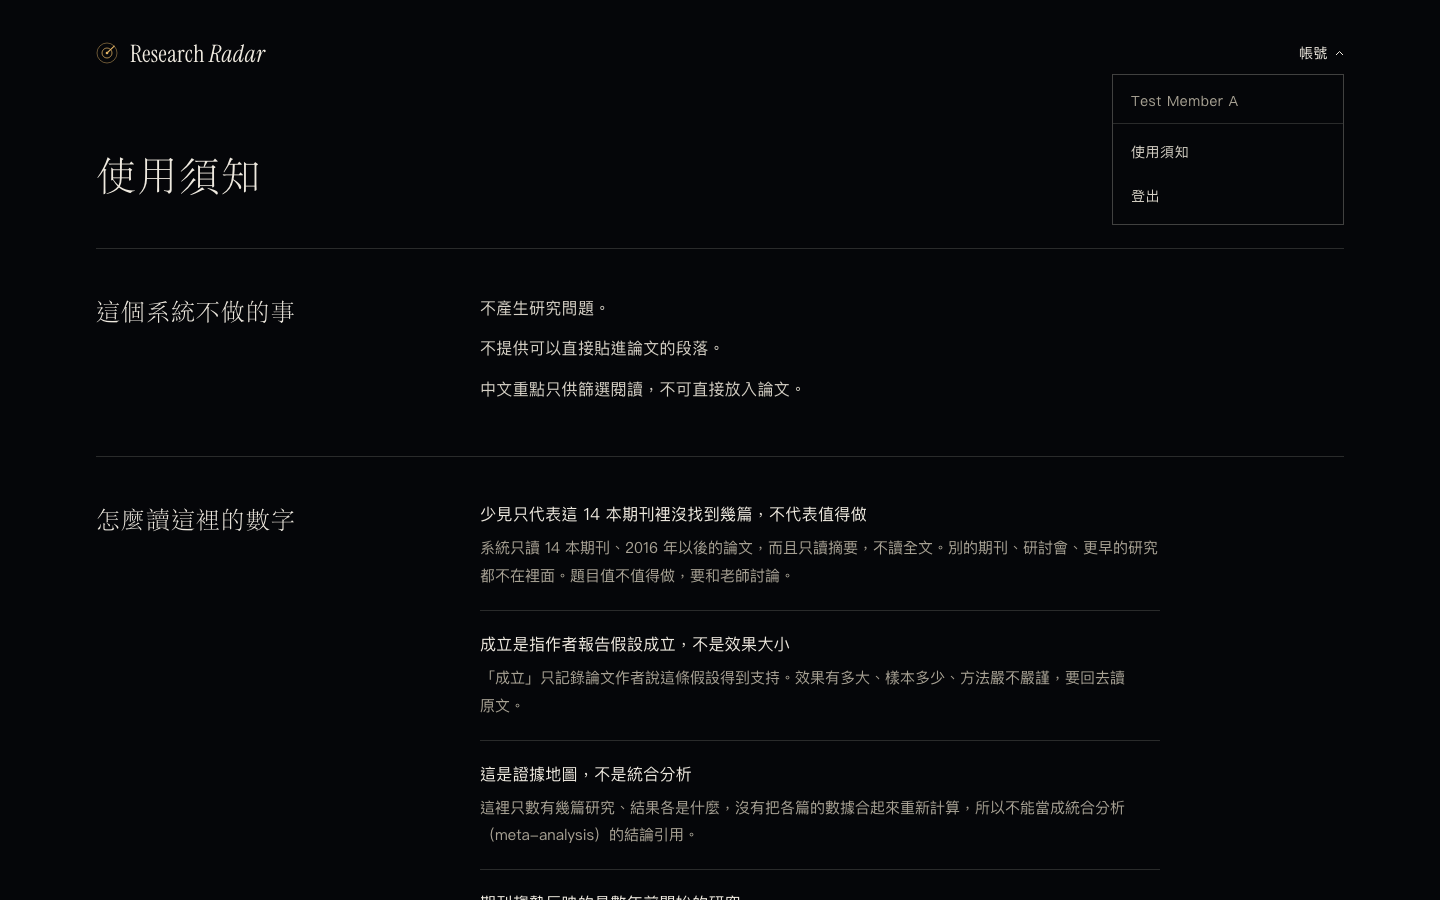 Research Radar
帳號
Test Member A
使用須知
登出
使用須知
這個系統不做的事
不產生研究問題。
不提供可以直接貼進論文的段落。
中文重點只供篩選閱讀，不可直接放入論文。
怎麼讀這裡的數字
少見只代表這 14 本期刊裡沒找到幾篇，不代表值得做
系統只讀 14 本期刊、2016 年以後的論文，而且只讀摘要，不讀全文。別的期刊、研討會、更早的研究
都不在裡面。題目值不值得做，要和老師討論。
成立是指作者報告假設成立，不是效果大小
「成立」只記錄論文作者說這條假設得到支持。效果有多大、樣本多少、方法嚴不嚴謹，要回去讀
原文。
這是證據地圖，不是統合分析
這裡只數有幾篇研究、結果各是什麼，沒有把各篇的數據合起來重新計算，所以不能當成統合分析
（meta-analysis）的結論引用。